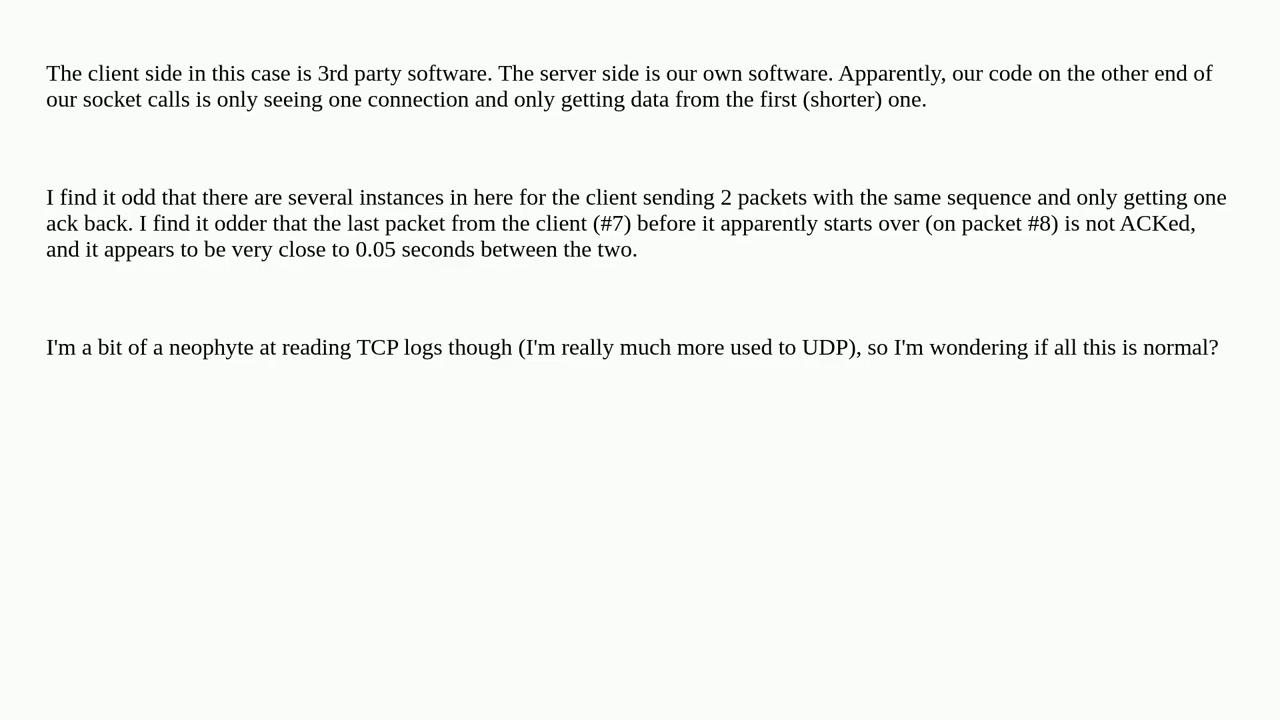 The client side in this case is 3rd party software. The server side is our own software. Apparently, our code on the other end of
our socket calls is only seeing one connection and only getting data from the first (shorter) one.
I find it odd that there are several instances in here for the client sending 2 packets with the same sequence and only getting one
ack back. I find it odder that the last packet from the client (#7) before it apparently starts over (on packet #8) is not ACKed,
and it appears to be very close to 0.05 seconds between the two.
I'm a bit of a neophyte at reading TCP logs though (I'm really much more used to UDP), so I'm wondering if all this is normal?